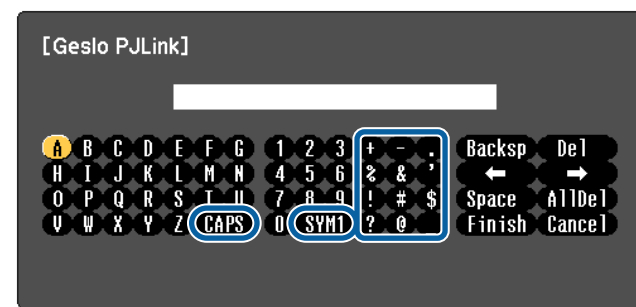 [Geslo PJLink]
A B C D E F G 1 2 3 + - . Backsp Del
H I J K L M N 4 5 6 % & ' ← →
O P Q R S T U 7 8 9 ! # $ Space AllDel
V W X Y Z CAPS 0 SYM1 ? @ _ Finish Cancel